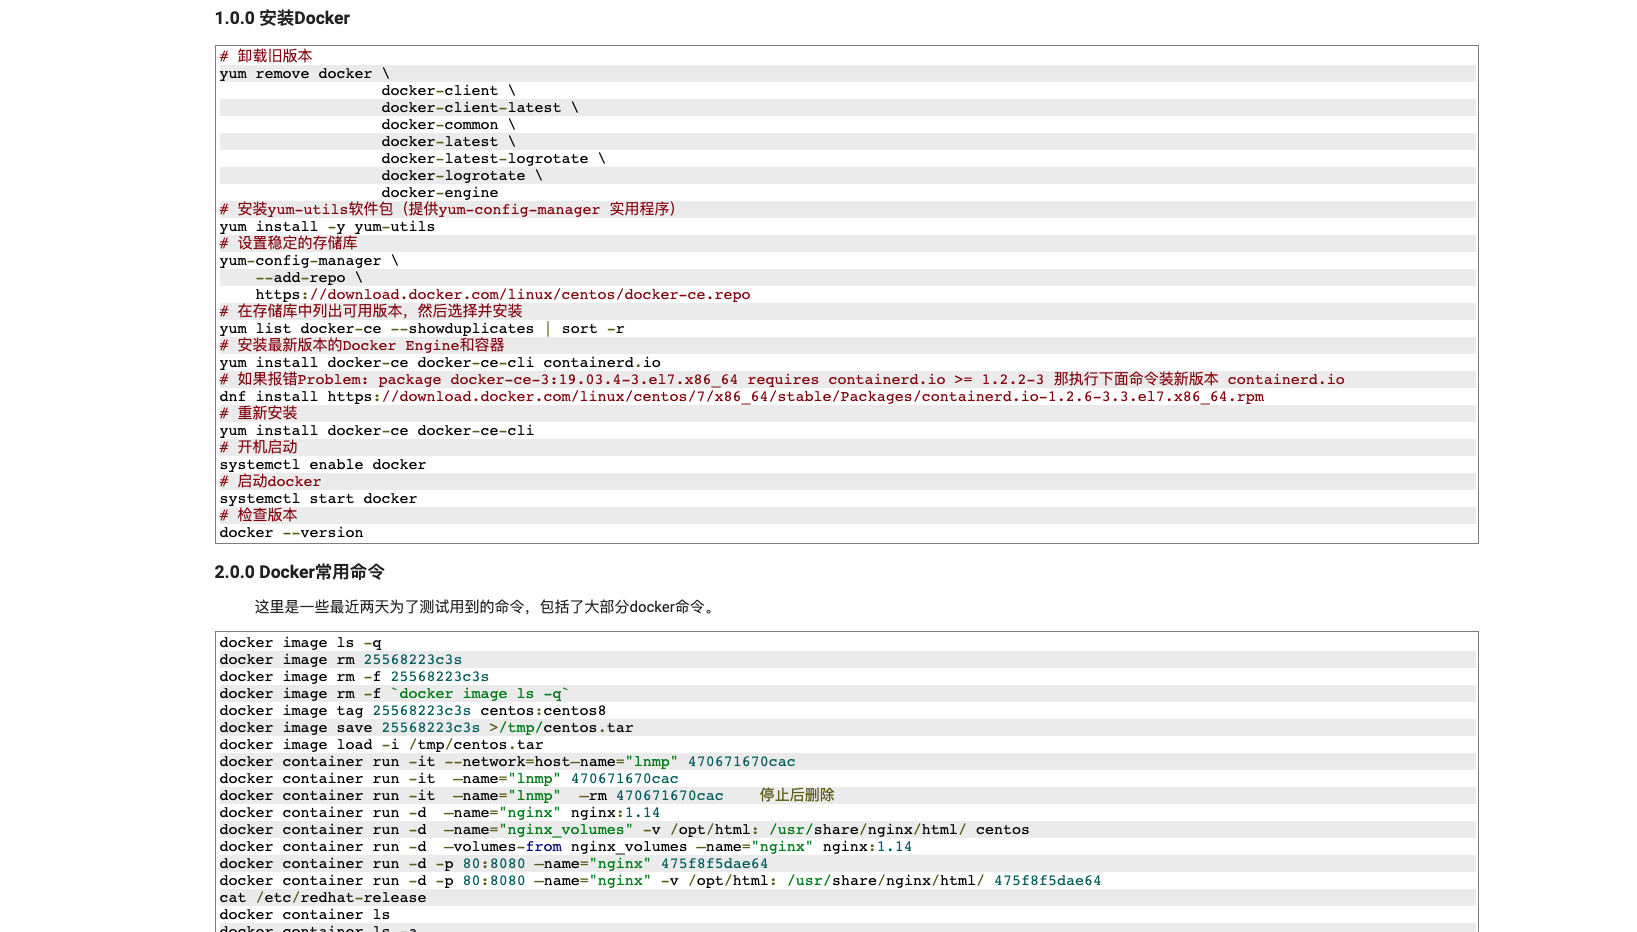 1.0.0 安装Docker
# 卸载旧版本
yum remove docker \
                  docker-client \
                  docker-client-latest \
                  docker-common \
                  docker-latest \
                  docker-latest-logrotate \
                  docker-logrotate \
                  docker-engine
# 安装yum-utils软件包（提供yum-config-manager 实用程序）
yum install -y yum-utils
# 设置稳定的存储库
yum-config-manager \
    --add-repo \
    https://download.docker.com/linux/centos/docker-ce.repo
# 在存储库中列出可用版本，然后选择并安装
yum list docker-ce --showduplicates | sort -r
# 安装最新版本的Docker Engine和容器
yum install docker-ce docker-ce-cli containerd.io
# 如果报错Problem: package docker-ce-3:19.03.4-3.el7.x86_64 requires containerd.io >= 1.2.2-3 那执行下面命令装新版本 containerd.io
dnf install https://download.docker.com/linux/centos/7/x86_64/stable/Packages/containerd.io-1.2.6-3.3.el7.x86_64.rpm
# 重新安装
yum install docker-ce docker-ce-cli
# 开机启动
systemctl enable docker
# 启动docker
systemctl start docker
# 检查版本
docker --version
2.0.0 Docker常用命令
这里是一些最近两天为了测试用到的命令，包括了大部分docker命令。
docker image ls -q
docker image rm 25568223c3s
docker image rm -f 25568223c3s
docker image rm -f `docker image ls -q`
docker image tag 25568223c3s centos:centos8
docker image save 25568223c3s >/tmp/centos.tar
docker image load -i /tmp/centos.tar
docker container run -it --network=host—name="lnmp" 470671670cac
docker container run -it  —name="lnmp" 470671670cac
docker container run -it  —name="lnmp"  —rm 470671670cac    停止后删除
docker container run -d  —name="nginx" nginx:1.14
docker container run -d  —name="nginx_volumes" -v /opt/html: /usr/share/nginx/html/ centos
docker container run -d  —volumes-from nginx_volumes —name="nginx" nginx:1.14
docker container run -d -p 80:8080 —name="nginx" 475f8f5dae64
docker container run -d -p 80:8080 —name="nginx" -v /opt/html: /usr/share/nginx/html/ 475f8f5dae64
cat /etc/redhat-release
docker container ls
docker container ls -a